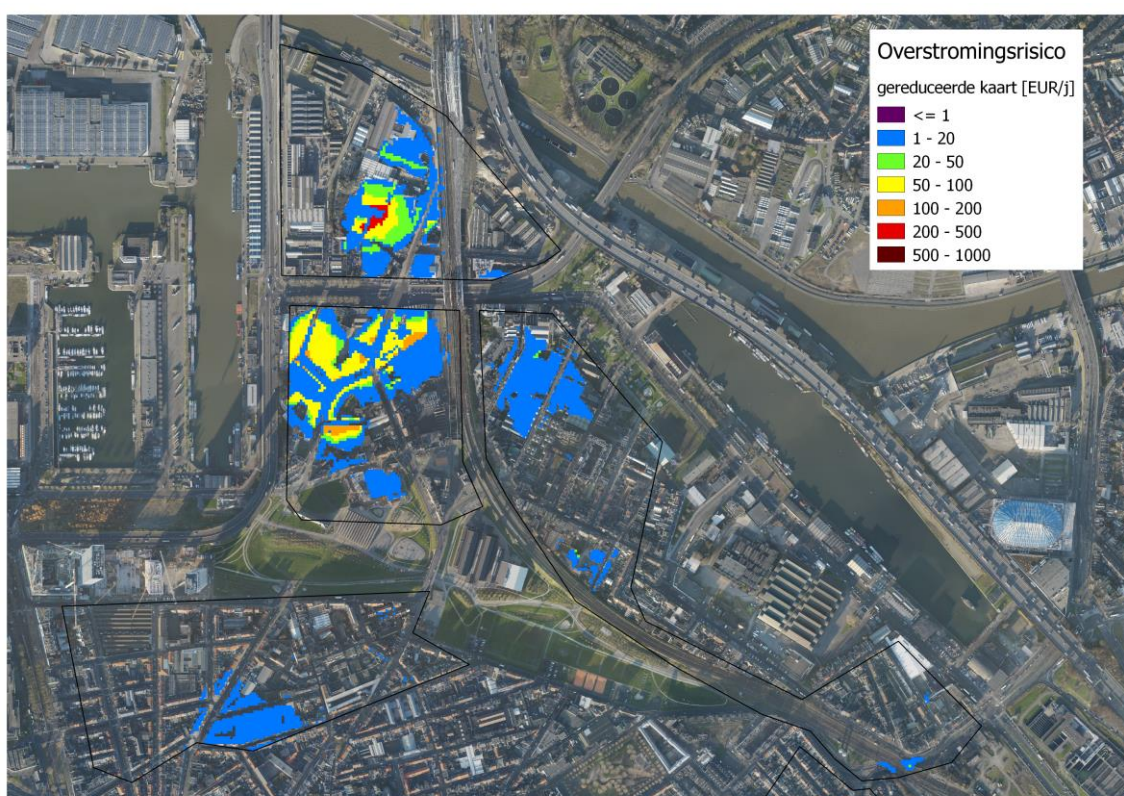 Overstromingsrisico
gereduceerde kaart [EUR/j]
<= 1
1 - 20
20 - 50
50 - 100
100 - 200
200 - 500
500 - 1000